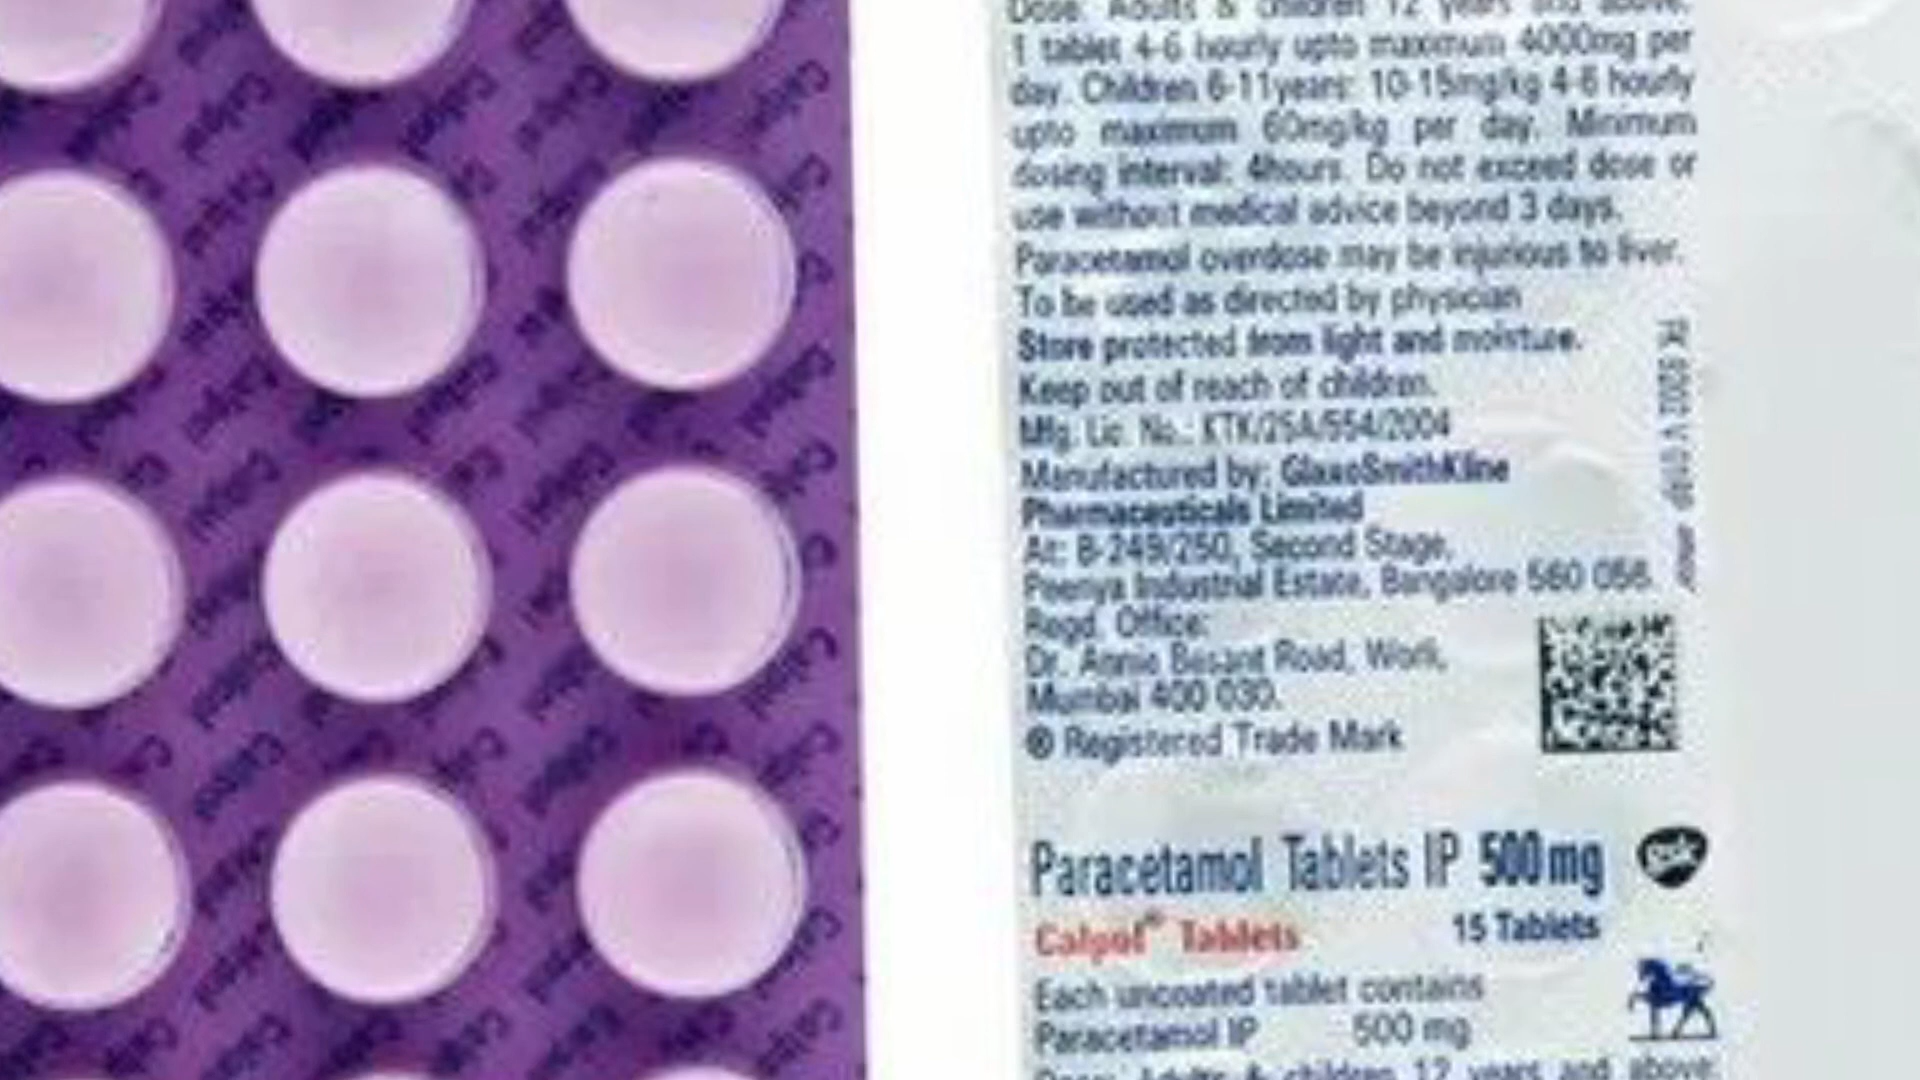 Dose: Adults & children 12 years and above:
1 tablet 4-6 hourly upto maximum 4000mg per
day. Children 6-11years: 10-15mg/kg 4-6 hourly
upto maximum 60mg/kg per day. Minimum
dosing interval: 4hours. Do not exceed dose or
use without medical advice beyond 3 days.
Paracetamol overdose may be injurious to liver.
To be used as directed by physician
Store protected from light and moisture.
Keep out of reach of children.
Mfg. Lic. No.: KTK/25A/554/2004
Manufactured by: GlaxoSmithKline
Pharmaceuticals Limited
At: B-249/250, Second Stage,
Peenya Industrial Estate, Bangalore 560 058.
Regd. Office:
Dr. Annie Besant Road, Worli,
Mumbai 400 030.
® Registered Trade Mark
Paracetamol Tablets IP 500mg
gsk
Calpol® Tablets 15 Tablets
Each uncoated tablet contains
Paracetamol IP 500 mg
Dose: Adults & children 12 years and above: